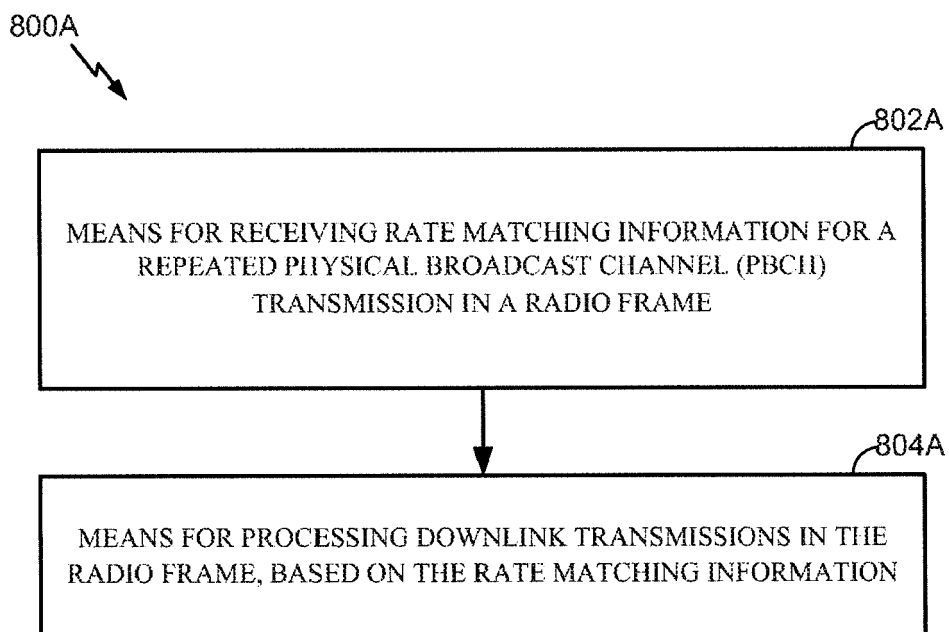 800A
802A
MEANS FOR RECEIVING RATE MATCHING INFORMATION FOR A
REPEATED PHYSICAL BROADCAST CHANNEL (PBCH)
TRANSMISSION IN A RADIO FRAME
804A
MEANS FOR PROCESSING DOWNLINK TRANSMISSIONS IN THE
RADIO FRAME, BASED ON THE RATE MATCHING INFORMATION